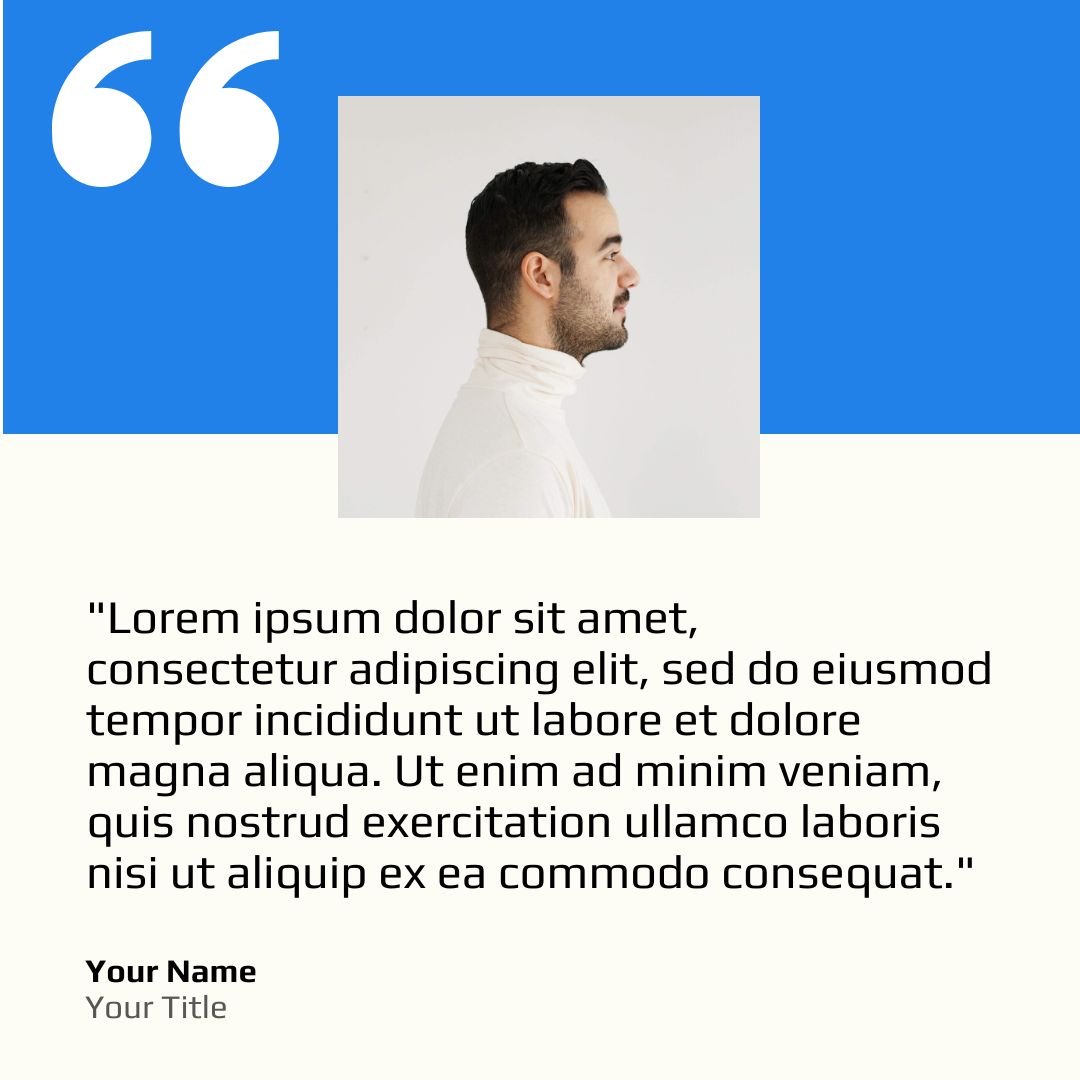 "Lorem ipsum dolor sit amet,
consectetur adipiscing elit, sed do eiusmod
tempor incididunt ut labore et dolore
magna aliqua. Ut enim ad minim veniam,
quis nostrud exercitation ullamco laboris
nisi ut aliquip ex ea commodo consequat."
Your Name
Your Title